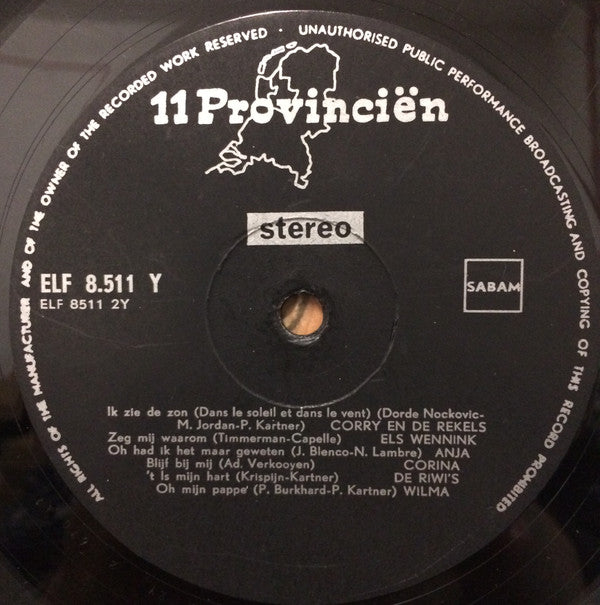 ALL RIGHTS OF THE MANUFACTURER AND OF THE OWNER OF THE RECORDED WORK RESERVED · UNAUTHORISED PUBLIC PERFORMANCE BROADCASTING AND COPYING OF THIS RECORD PROHIBITED
11 Provinciën
stereo
ELF 8.511 Y
ELF 8511 2Y
SABAM
Ik zie de zon (Dans le soleil et dans le vent) (Dorde Nockovic-
M. Jordan-P. Kartner) CORRY EN DE REKELS
Zeg mij waarom (Timmerman-Capelle) ELS WENNINK
Oh had ik het maar geweten (J. Blenco-N. Lambre) ANJA
Blijf bij mij (Ad. Verkooyen) CORINA
't Is mijn hart (Krispijn-Kartner) DE RIWI'S
Oh mijn pappe' (P. Burkhard-P. Kartner) WILMA